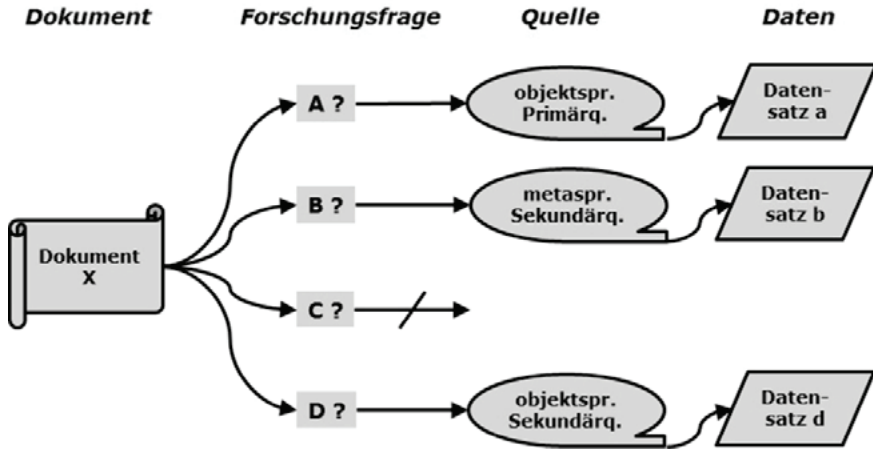 Dokument Forschungsfrage Quelle Daten
A ?
objektspr.
Primärq.
Daten-
satz a
B ?
metaspr.
Sekundärq.
Daten-
satz b
Dokument
X
C ?
D ?
objektspr.
Sekundärq.
Daten-
satz d